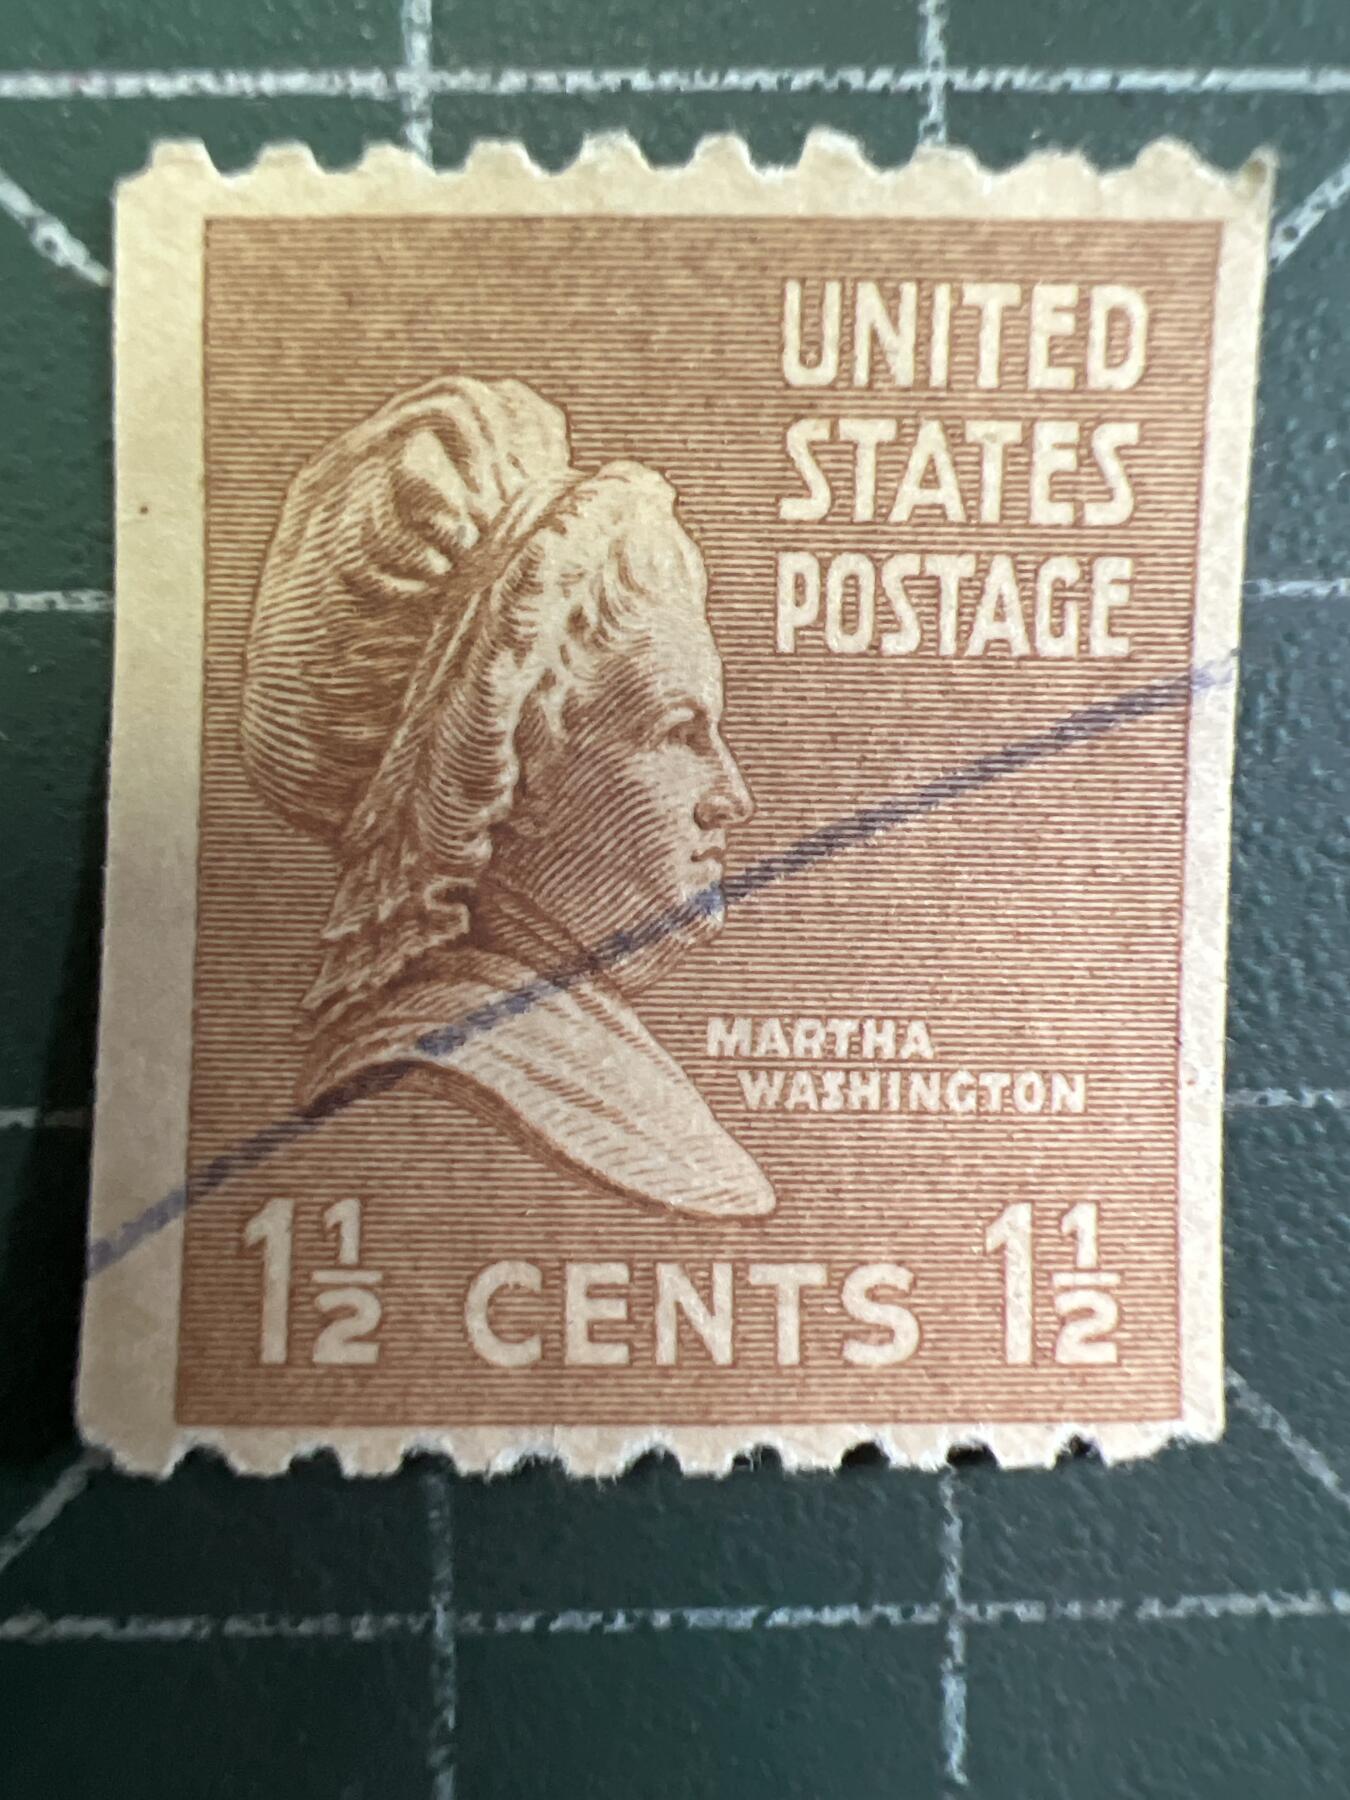 UNITED
STATES
POSTAGE
MARTHA
WASHINGTON
1½ CENTS 1½